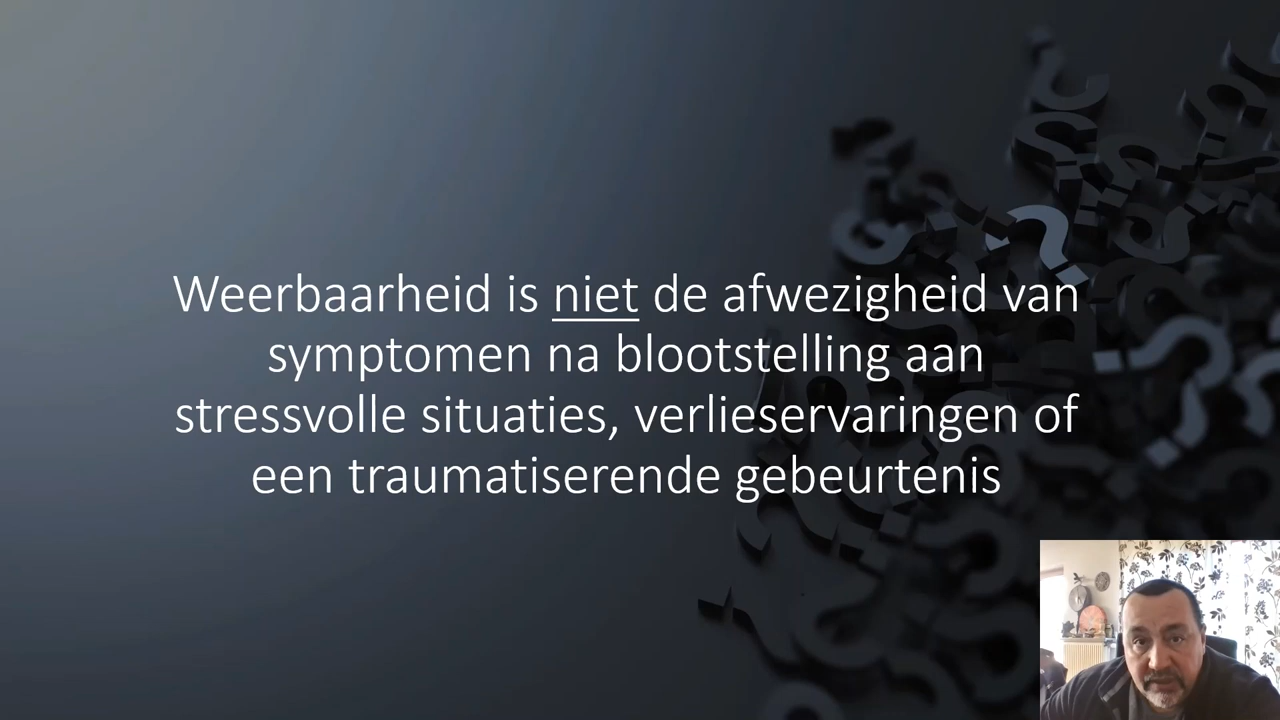 Weerbaarheid is niet de afwezigheid van
symptomen na blootstelling aan
stressvolle situaties, verlieservaringen of
een traumatiserende gebeurtenis